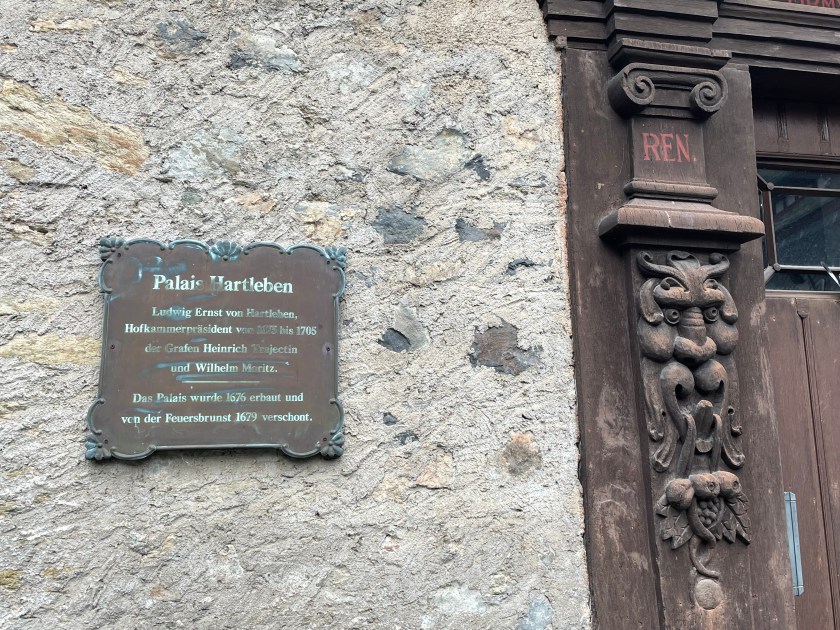 Palais Hartleben
Ludwig Ernst von Hartleben,
Hofkammerpräsident von 1675 bis 1705
der Grafen Heinrich Trajectin
und Wilhelm Moritz.
Das Palais wurde 1676 erbaut und
von der Feuersbrunst 1679 verschont.
REN.